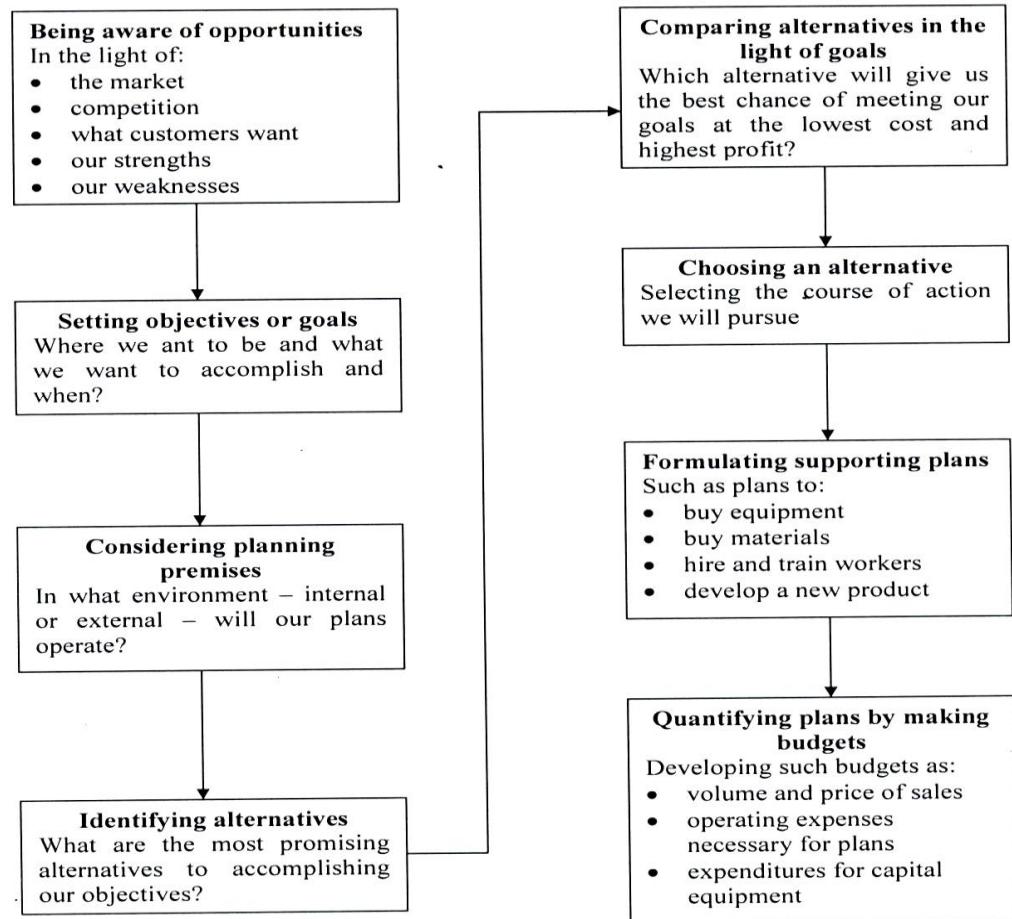 Being aware of opportunities
In the light of:
• the market
• competition
• what customers want
• our strengths
• our weaknesses
Setting objectives or goals
Where we ant to be and what
we want to accomplish and
when?
Considering planning
premises
In what environment – internal
or external – will our plans
operate?
Identifying alternatives
What are the most promising
alternatives to accomplishing
our objectives?
Comparing alternatives in the
light of goals
Which alternative will give us
the best chance of meeting our
goals at the lowest cost and
highest profit?
Choosing an alternative
Selecting the course of action
we will pursue
Formulating supporting plans
Such as plans to:
• buy equipment
• buy materials
• hire and train workers
• develop a new product
Quantifying plans by making
budgets
Developing such budgets as:
• volume and price of sales
• operating expenses
necessary for plans
• expenditures for capital
equipment